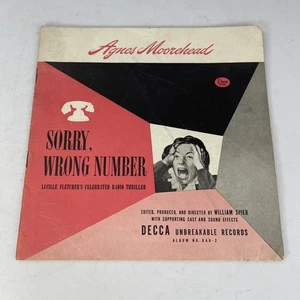 Agnes Moorehead
SORRY,
WRONG NUMBER
LUCILLE FLETCHER'S CELEBRATED RADIO THRILLER
EDITED, PRODUCED, AND DIRECTED BY WILLIAM SPIER
WITH SUPPORTING CAST AND SOUND EFFECTS
DECCA UNBREAKABLE RECORDS